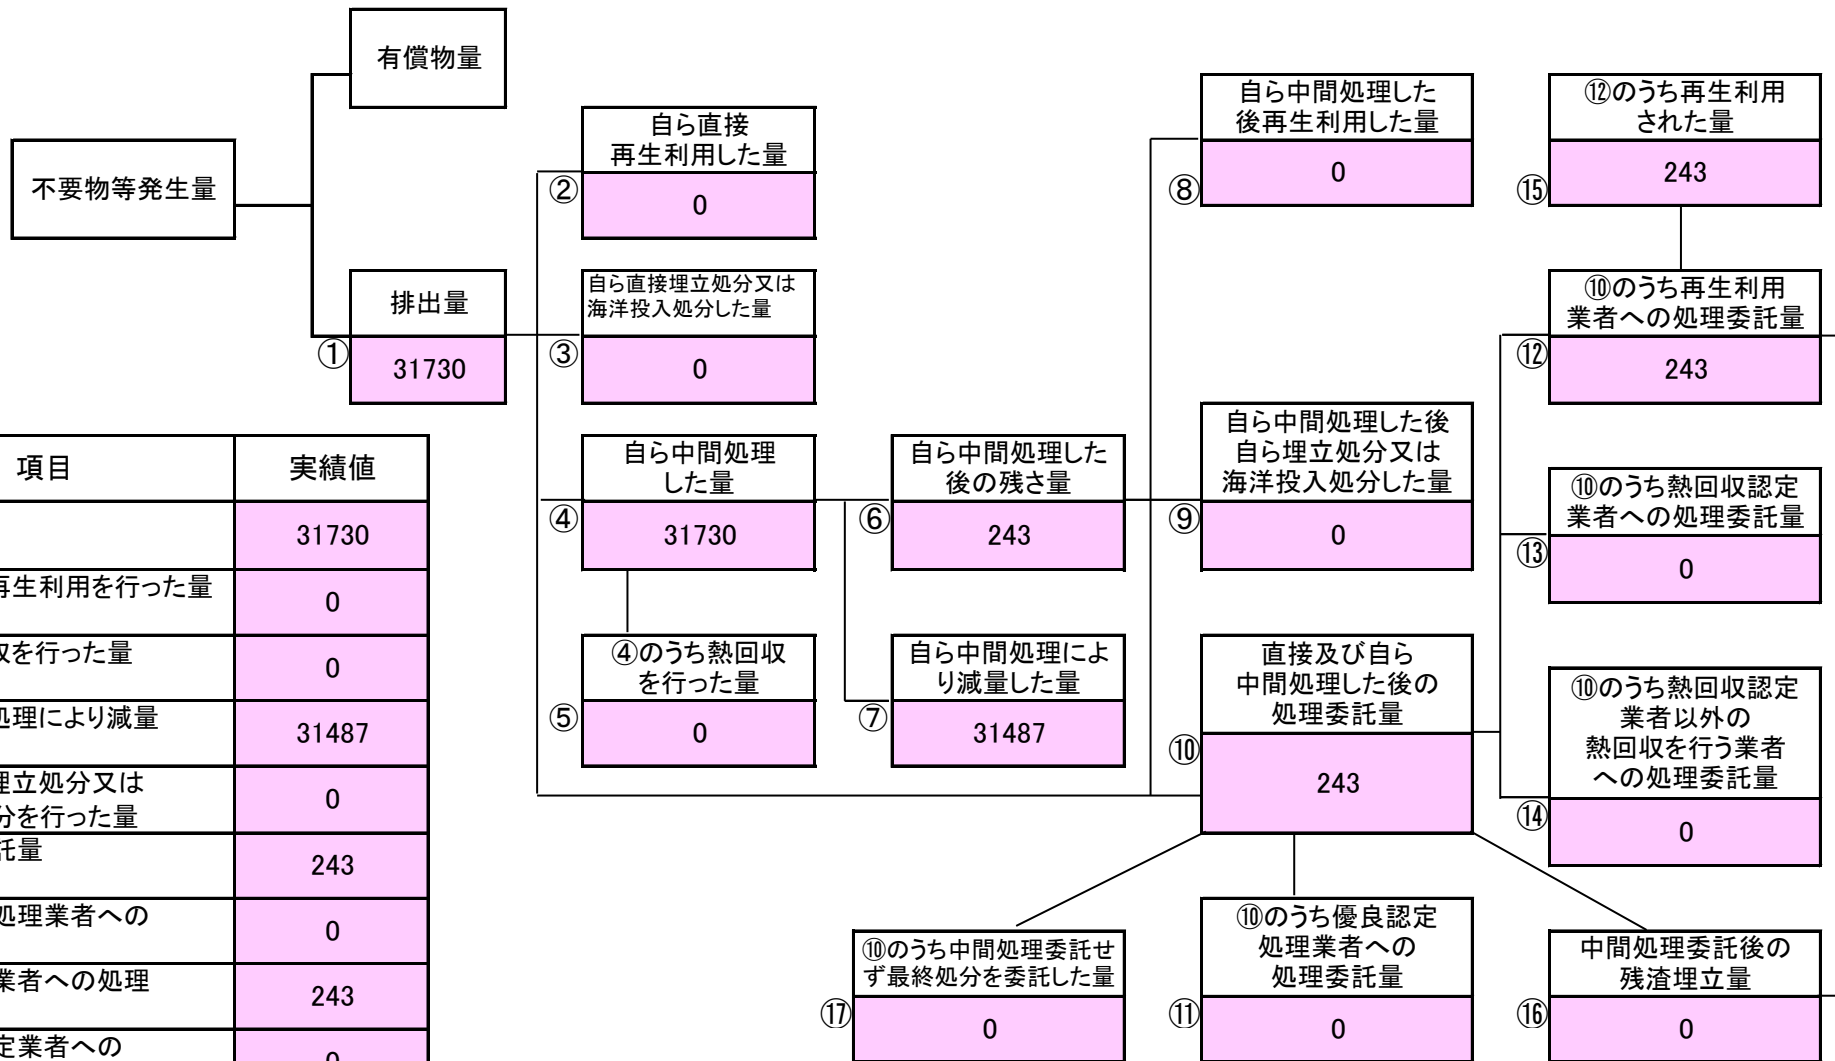 有償物量
不要物等発生量
排出量
①
31730
自ら直接
再生利用した量
②
0
自ら直接埋立処分又は
海洋投入処分した量
③
0
自ら中間処理
した量
④
31730
④のうち熱回収
を行った量
⑤
0
自ら中間処理した
後の残さ量
⑥
243
自ら中間処理によ
り減量した量
⑦
31487
自ら中間処理した
後再生利用した量
⑧
0
自ら中間処理した後
自ら埋立処分又は
海洋投入処分した量
⑨
0
直接及び自ら
中間処理した後の
処理委託量
⑩
243
⑫のうち再生利用
された量
⑮
243
⑩のうち再生利用
業者への処理委託量
⑫
243
⑩のうち熱回収認定
業者への処理委託量
⑬
0
⑩のうち熱回収認定
業者以外の
熱回収を行う業者
への処理委託量
⑭
0
⑩のうち中間処理委託せ
ず最終処分を委託した量
⑰
0
⑩のうち優良認定
処理業者への
処理委託量
⑪
0
中間処理委託後の
残渣埋立量
⑯
0
項目 実績値
31730
再生利用を行った量
0
を行った量
0
処理により減量
31487
埋立処分又は
分を行った量
0
託量
243
処理業者への
0
業者への処理
243
定業者への
0